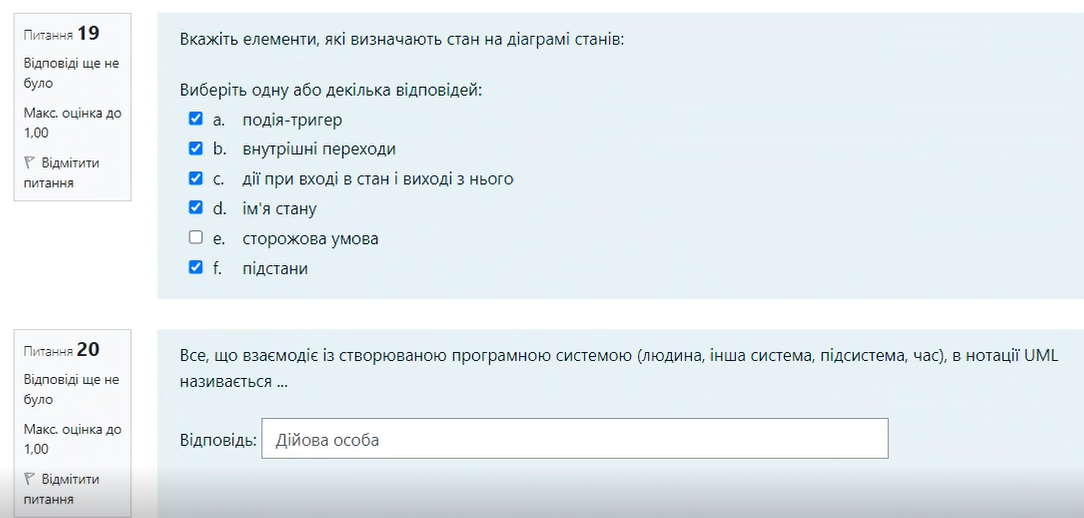 Питання 19
Відповіді ще не
було
Макс. оцінка до
1,00
Відмітити
питання
Вкажіть елементи, які визначають стан на діаграмі станів:
Виберіть одну або декілька відповідей:
a. подія-тригер
b. внутрішні переходи
c. дії при вході в стан і виході з нього
d. ім'я стану
e. сторожова умова
f. підстани
Питання 20
Відповіді ще не
було
Макс. оцінка до
1,00
Відмітити
питання
Все, що взаємодіє із створюваною програмною системою (людина, інша система, підсистема, час), в нотації UML
називається ...
Відповідь: Дійова особа